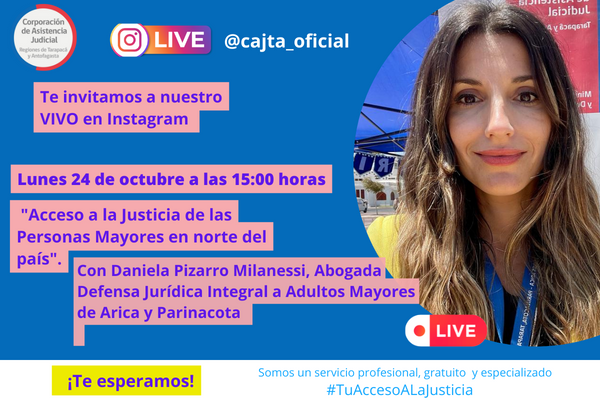 Corporación
de Asistencia
Judicial
Regiones de Tarapacá
y Antofagasta
LIVE @cajta_oficial
Te invitamos a nuestro
VIVO en Instagram
Lunes 24 de octubre a las 15:00 horas
"Acceso a la Justicia de las
Personas Mayores en norte del
país".
Con Daniela Pizarro Milanessi, Abogada
Defensa Jurídica Integral a Adultos Mayores
de Arica y Parinacota
Judicial
LIVE
¡Te esperamos!
Somos un servicio profesional, gratuito y especializado
#TuAccesoALaJusticia